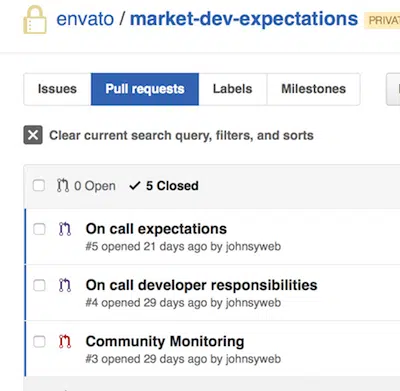 envato / market-dev-expectations PRIVA
Issues Pull requests Labels Milestones
Clear current search query, filters, and sorts
0 Open 5 Closed
On call expectations
#5 opened 21 days ago by johnsyweb
On call developer responsibilities
#4 opened 29 days ago by johnsyweb
Community Monitoring
#3 opened 29 days ago by johnsyweb